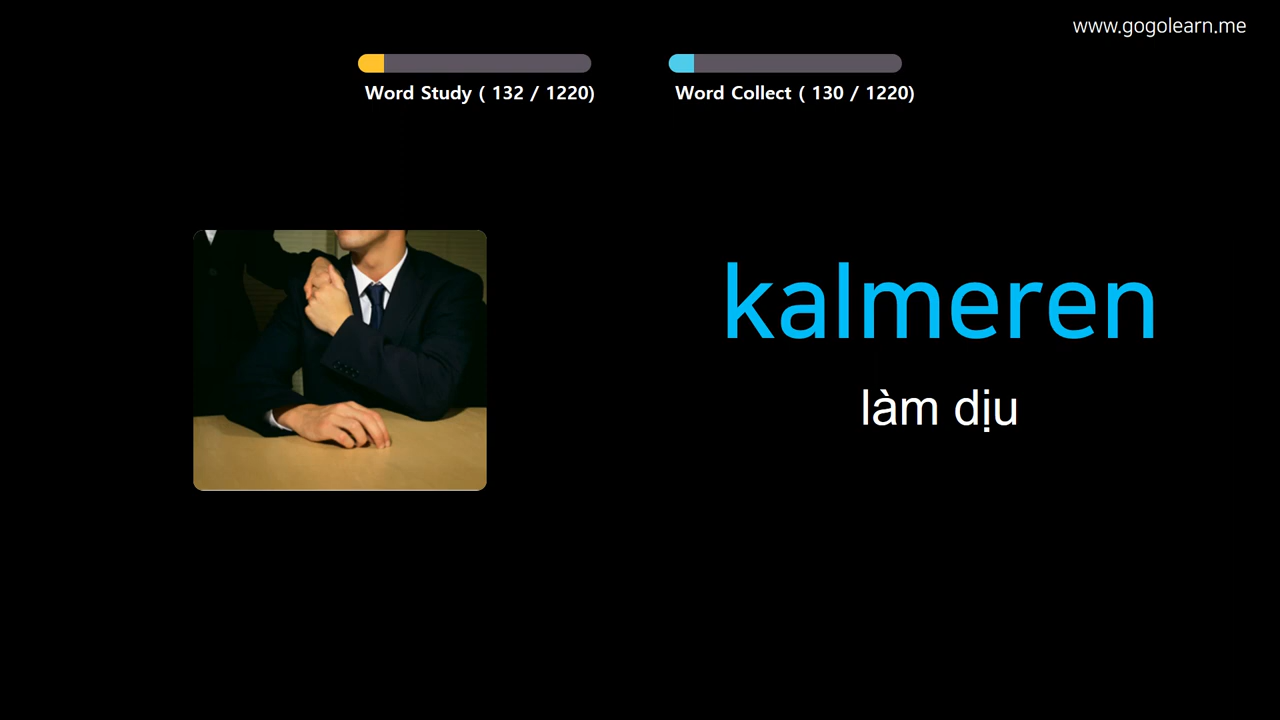 www.gogolearn.me
Word Study ( 132 / 1220)
Word Collect ( 130 / 1220)
kalmeren
làm dịu